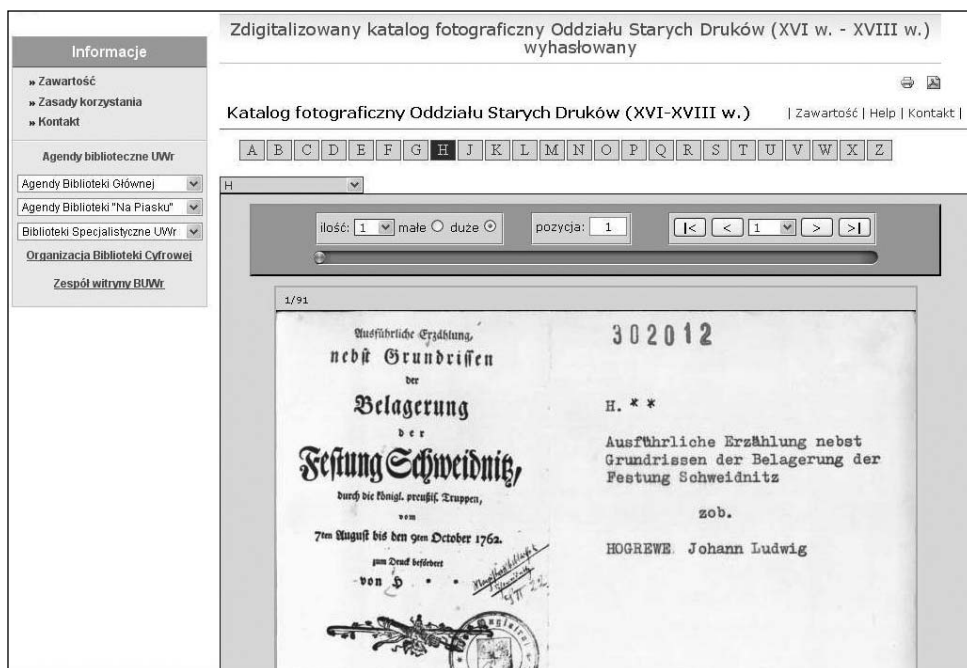 Zdigitalizowany katalog fotograficzny Oddziału Starych Druków (XVI w. - XVIII w.)
wyhasłowany
Informacje
» Zawartość
» Zasady korzystania
» Kontakt
Agendy biblioteczne UWr
Agendy Biblioteki Głównej
Agendy Biblioteki "Na Piasku"
Biblioteki Specjalistyczne UWr
Organizacja Biblioteki Cyfrowej
Zespół witryny BUWr
Katalog fotograficzny Oddziału Starych Druków (XVI-XVIII w.)
| Zawartość | Help | Kontakt |
A B C D E F G H J K L M N O P Q R S T U V W X Z
H
ilość: 1 małe duże pozycja: 1 |< < 1 > >|
1/91
Ausführliche Erzählung,
nebst Grundrissen
der
Belagerung
der
Festung Schweidnitz,
durch die königl. preußis. Truppen,
vom
7ten August bis den 9ten October 1762.
zum Druck befördert
von H * *
302012
H. * *
Ausführliche Erzählung nebst
Grundrissen der Belagerung der
Festung Schweidnitz
zob.
HOGREWE Johann Ludwig